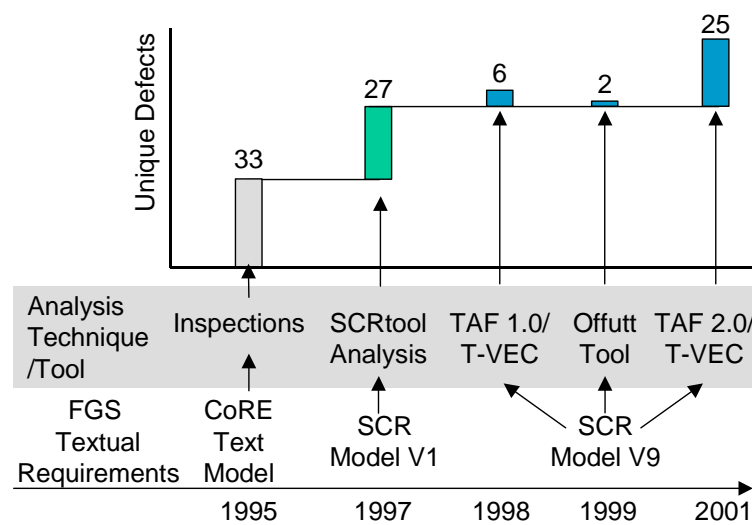 Unique Defects
33
27
6
2
25
Analysis
Technique
/Tool
Inspections
SCRtool
Analysis
TAF 1.0/
T-VEC
Offutt
Tool
TAF 2.0/
T-VEC
FGS
Textual
Requirements
CoRE
Text
Model
SCR
Model V1
SCR
Model V9
1995
1997
1998
1999
2001